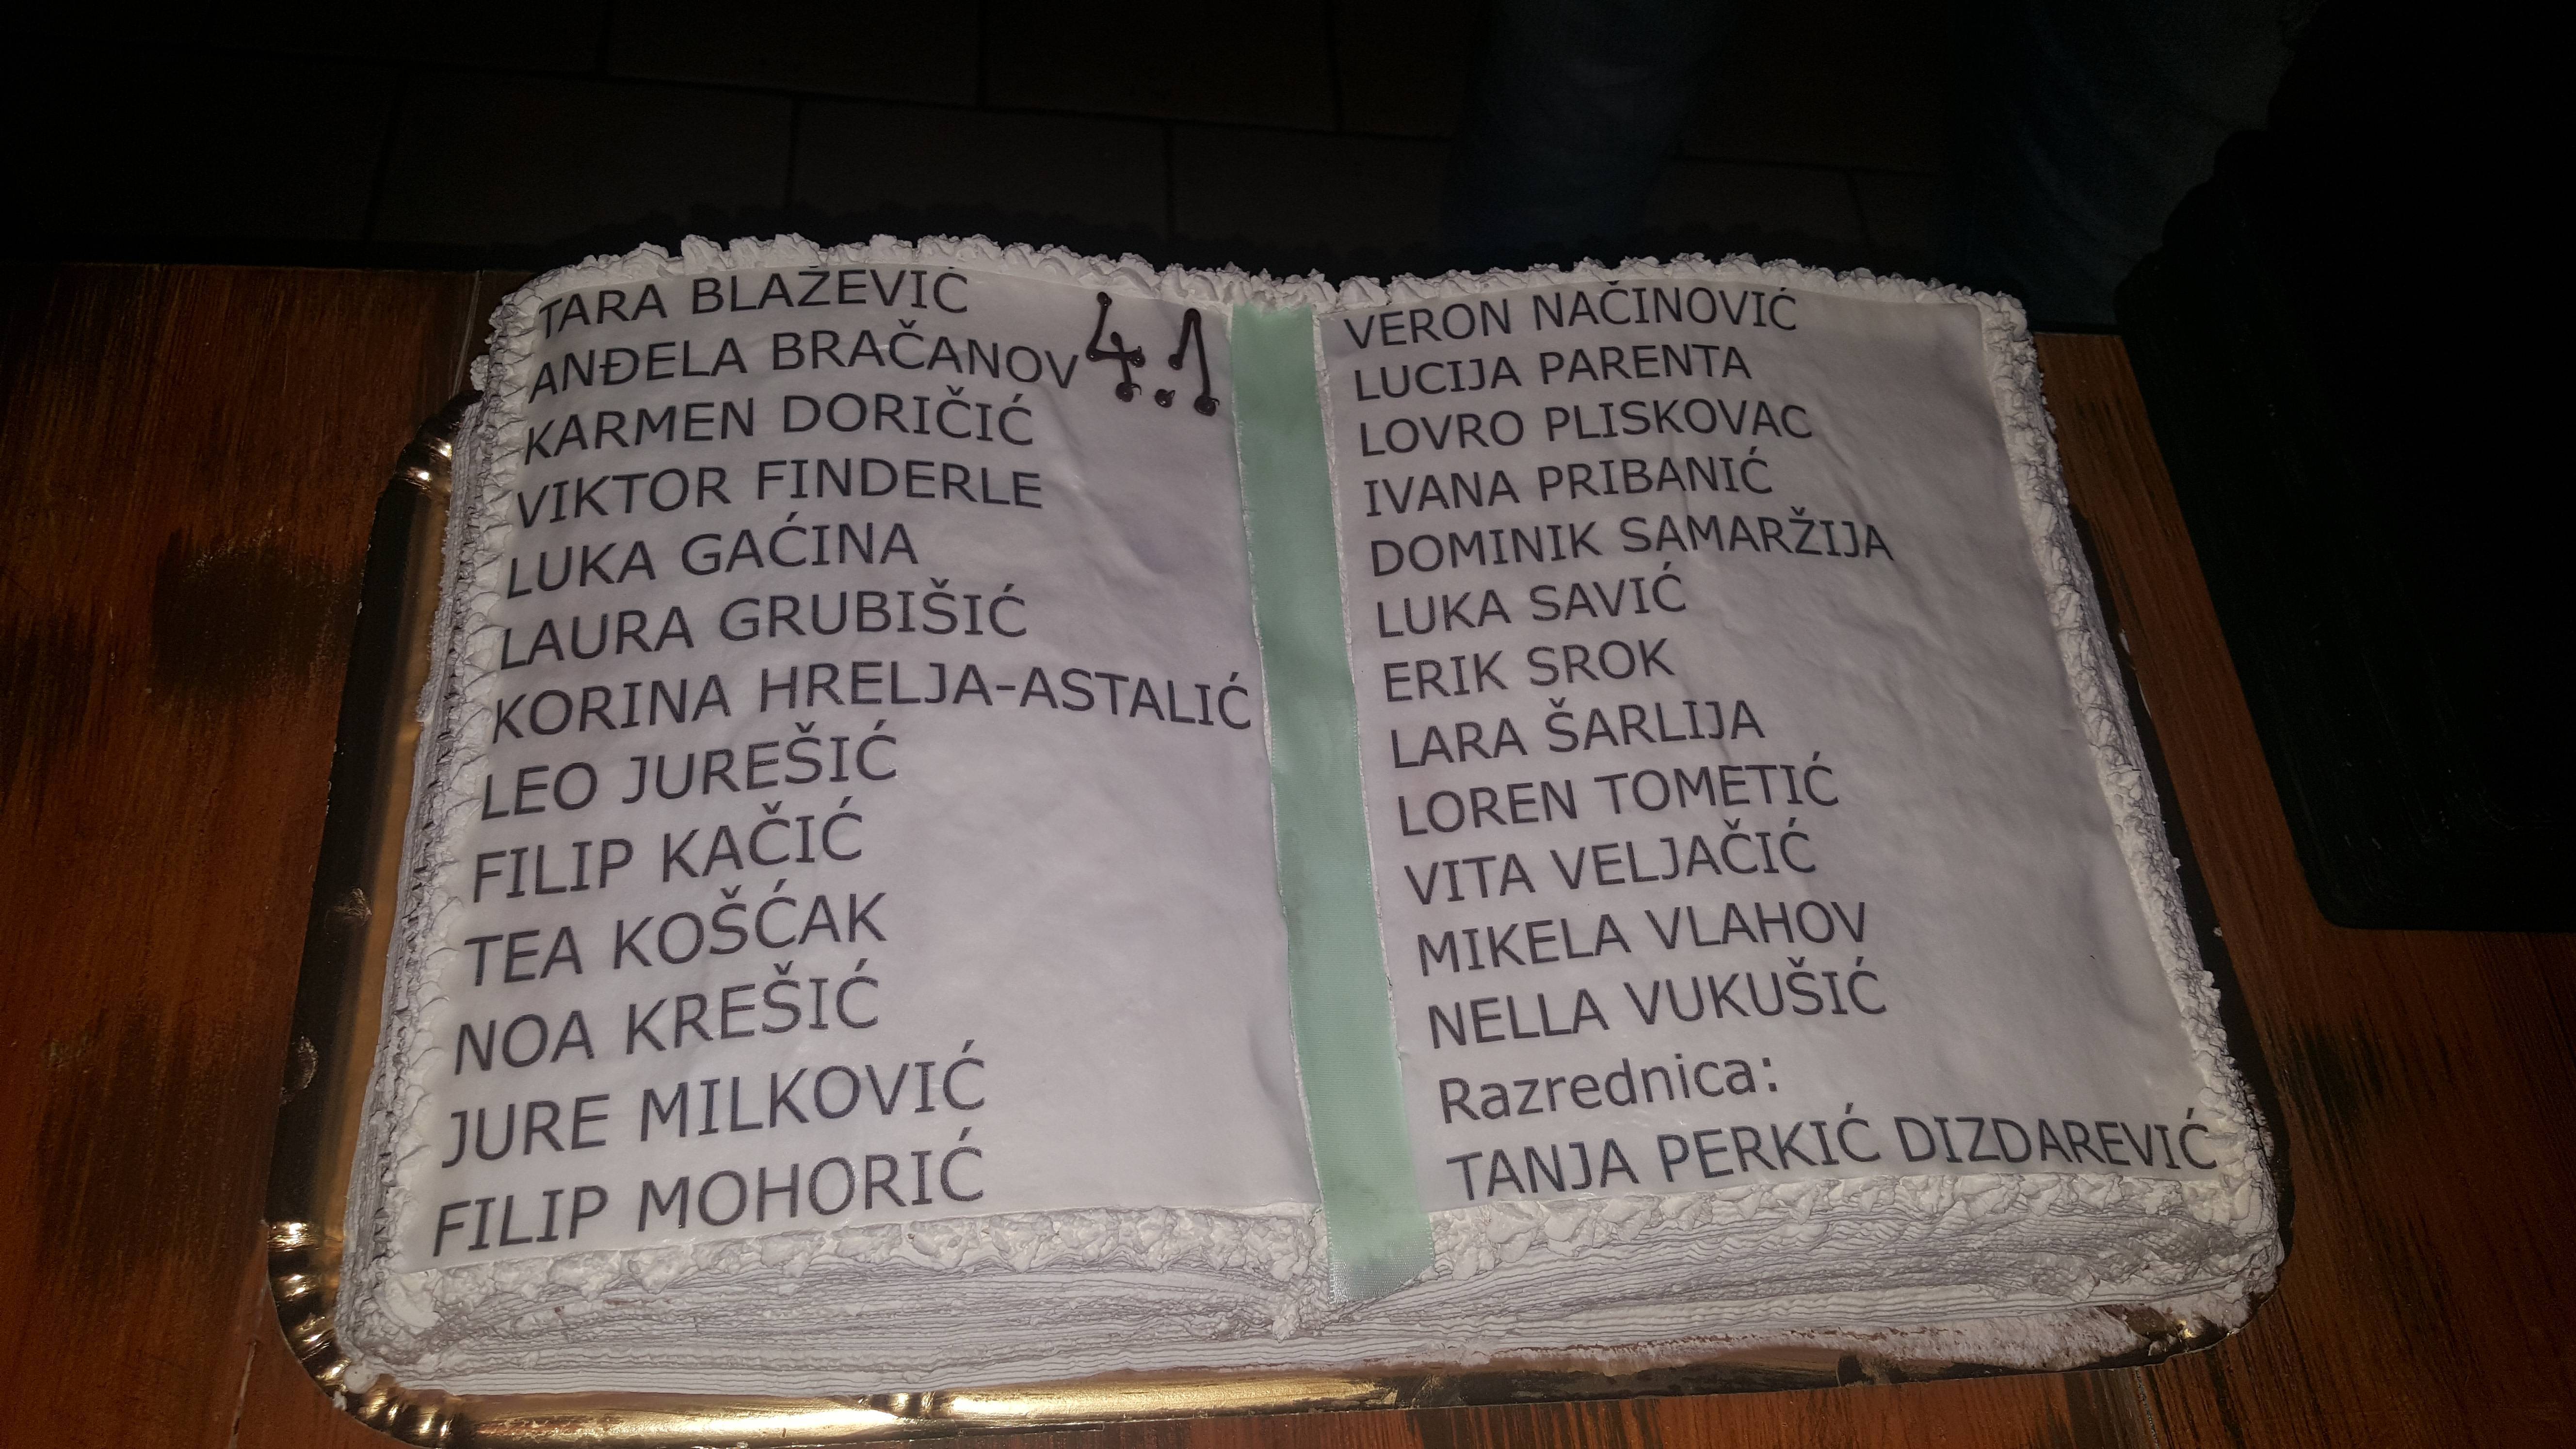 TARA BLAŽEVIĆ
ANĐELA BRAČANOV
4.1
KARMEN DORIČIĆ
VIKTOR FINDERLE
LUKA GAĆINA
LAURA GRUBIŠIĆ
KORINA HRELJA-ASTALIĆ
LEO JUREŠIĆ
FILIP KAČIĆ
TEA KOŠĆAK
NOA KREŠIĆ
JURE MILKOVIĆ
FILIP MOHORIĆ
VERON NAČINOVIĆ
LUCIJA PARENTA
LOVRO PLISKOVAC
IVANA PRIBANIĆ
DOMINIK SAMARŽIJA
LUKA SAVIĆ
ERIK SROK
LARA ŠARLIJA
LOREN TOMETIĆ
VITA VELJAČIĆ
MIKELA VLAHOV
NELLA VUKUŠIĆ
Razrednica:
TANJA PERKIĆ DIZDAREVIĆ